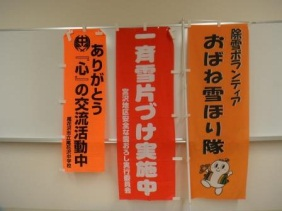 ありがとう
『心』の交流活動中
一斉雪片づけ実施中
除雪ボランティア
おばね雪ほり隊